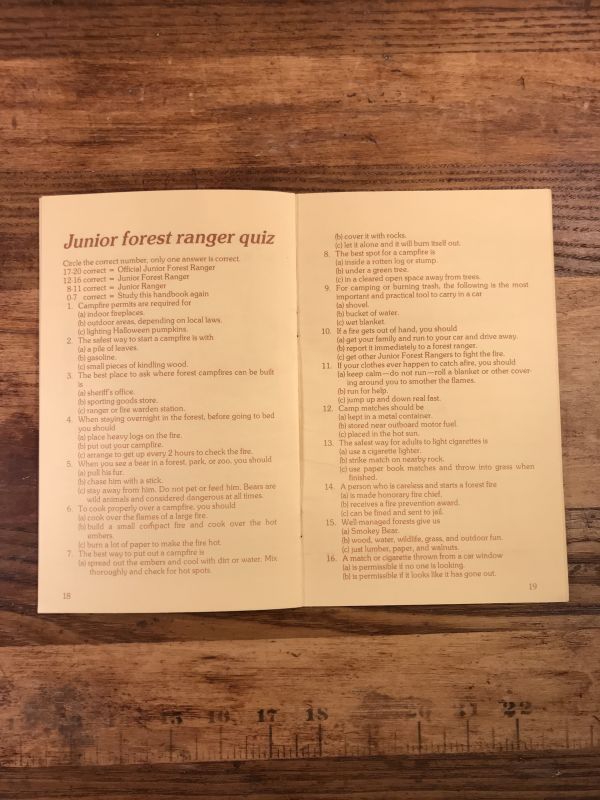 Junior forest ranger quiz
Circle the correct number, only one answer is correct.
17-20 correct = Official Junior Forest Ranger
12-16 correct = Junior Forest Ranger
8-11 correct = Junior Ranger
0-7 correct = Study this handbook again
1. Campfire permits are required for
(a) indoor fireplaces.
(b) outdoor areas, depending on local laws.
(c) lighting Halloween pumpkins.
2. The safest way to start a campfire is with
(a) a pile of leaves.
(b) gasoline.
(c) small pieces of kindling wood.
3. The best place to ask where forest campfires can be built
is
(a) sheriff's office.
(b) sporting goods store.
(c) ranger or fire warden station.
4. When staying overnight in the forest, before going to bed
you should
(a) place heavy logs on the fire.
(b) put out your campfire.
(c) arrange to get up every 2 hours to check the fire.
5. When you see a bear in a forest, park, or zoo, you should
(a) pull his fur.
(b) chase him with a stick.
(c) stay away from him. Do not pet or feed him. Bears are
wild animals and considered dangerous at all times.
6. To cook properly over a campfire, you should
(a) cook over the flames of a large fire.
(b) build a small compact fire and cook over the hot
embers.
(c) burn a lot of paper to make the fire hot.
7. The best way to put out a campfire is
(a) spread out the embers and cool with dirt or water. Mix
thoroughly and check for hot spots.
18
(b) cover it with rocks.
(c) let it alone and it will burn itself out.
8. The best spot for a campfire is
(a) inside a rotten log or stump.
(b) under a green tree.
(c) in a cleared open space away from trees.
9. For camping or burning trash, the following is the most
important and practical tool to carry in a car
(a) shovel.
(b) bucket of water.
(c) wet blanket.
10. If a fire gets out of hand, you should
(a) get your family and run to your car and drive away.
(b) report it immediately to a forest ranger.
(c) get other Junior Forest Rangers to fight the fire.
11. If your clothes ever happen to catch afire, you should
(a) keep calm—do not run—roll a blanket or other cover-
ing around you to smother the flames.
(b) run for help.
(c) jump up and down real fast.
12. Camp matches should be
(a) kept in a metal container.
(b) stored near outboard motor fuel.
(c) placed in the hot sun.
13. The safest way for adults to light cigarettes is
(a) use a cigarette lighter.
(b) strike match on nearby rock.
(c) use paper book matches and throw into grass when
finished.
14. A person who is careless and starts a forest fire
(a) is made honorary fire chief.
(b) receives a fire prevention award.
(c) can be fined and sent to jail.
15. Well-managed forests give us
(a) Smokey Bear.
(b) wood, water, wildlife, grass, and outdoor fun.
(c) just lumber, paper, and walnuts.
16. A match or cigarette thrown from a car window
(a) is permissible if no one is looking.
(b) is permissible if it looks like it has gone out.
19
15 16 17 18 20 21 22